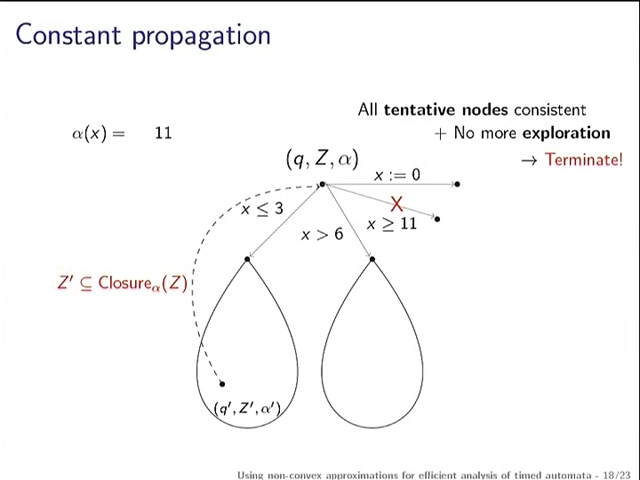 Constant propagation
All tentative nodes consistent
α(x) = 11
+ No more exploration
→ Terminate!
(q, Z, α)
x := 0
X
x ≤ 3
x ≥ 11
x > 6
Z′ ⊆ Closureα(Z)
(q′, Z′, α′)
Using non-convex approximations for efficient analysis of timed automata - 18/23